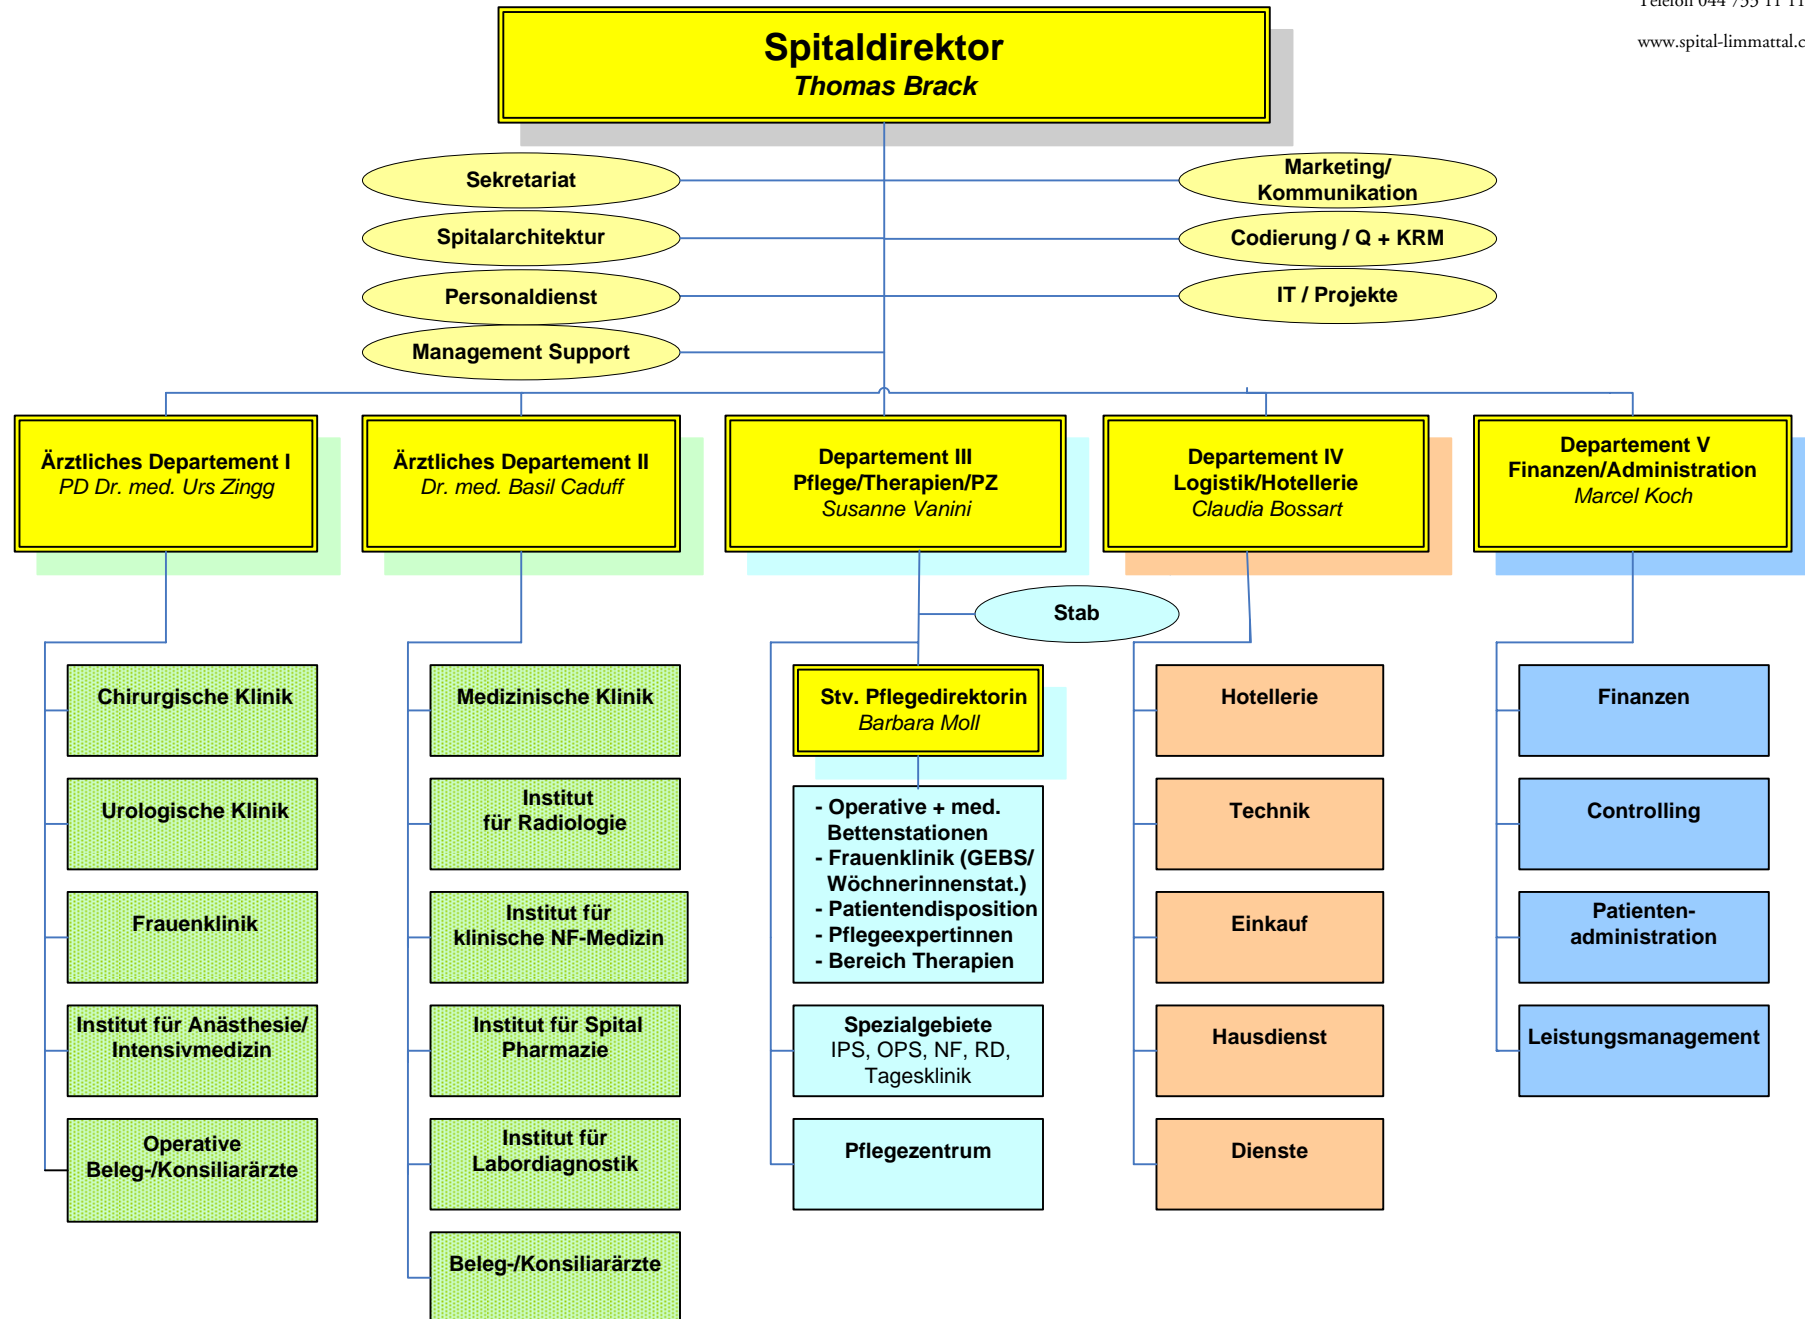 Telefon 044 733 11 11
www.spital-limmattal.c
Spitaldirektor
Thomas Brack
Sekretariat
Marketing/
Kommunikation
Spitalarchitektur
Codierung / Q + KRM
Personaldienst
IT / Projekte
Management Support
Ärztliches Departement I
PD Dr. med. Urs Zingg
Ärztliches Departement II
Dr. med. Basil Caduff
Departement III
Pflege/Therapien/PZ
Susanne Vanini
Departement IV
Logistik/Hotellerie
Claudia Bossart
Departement V
Finanzen/Administration
Marcel Koch
Stab
Chirurgische Klinik
Urologische Klinik
Frauenklinik
Institut für Anästhesie/
Intensivmedizin
Operative
Beleg-/Konsiliarärzte
Medizinische Klinik
Institut
für Radiologie
Institut für
klinische NF-Medizin
Institut für Spital
Pharmazie
Institut für
Labordiagnostik
Beleg-/Konsiliarärzte
Stv. Pflegedirektorin
Barbara Moll
- Operative + med.
Bettenstationen
- Frauenklinik (GEBS/
Wöchnerinnenstat.)
- Patientendisposition
- Pflegeexpertinnen
- Bereich Therapien
Spezialgebiete
IPS, OPS, NF, RD,
Tagesklinik
Pflegezentrum
Hotellerie
Technik
Einkauf
Hausdienst
Dienste
Finanzen
Controlling
Patienten-
administration
Leistungsmanagement